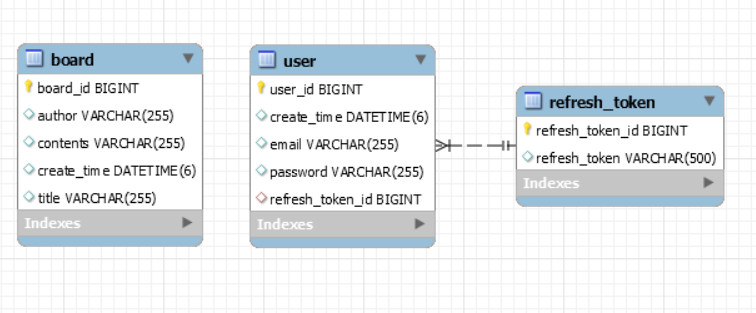 board
board_id BIGINT
author VARCHAR(255)
contents VARCHAR(255)
create_time DATETIME(6)
title VARCHAR(255)
Indexes
user
user_id BIGINT
create_time DATETIME(6)
email VARCHAR(255)
password VARCHAR(255)
refresh_token_id BIGINT
Indexes
refresh_token
refresh_token_id BIGINT
refresh_token VARCHAR(500)
Indexes